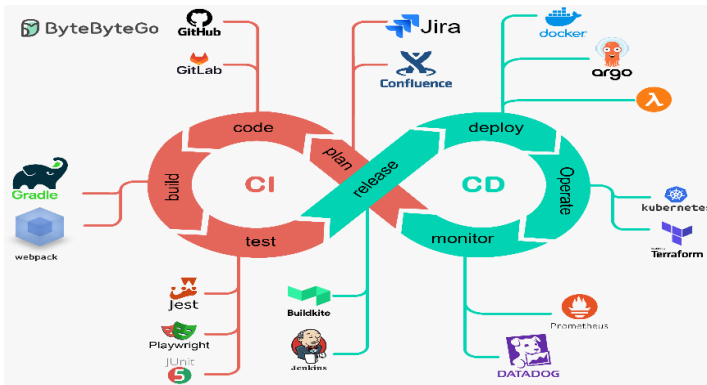 ByteByteGo
GitHub
GitLab
Jira
Confluence
docker
argo
λ
code
plan
deploy
build
CI
release
CD
Operate
test
monitor
Gradle
webpack
kubernetes
Terraform
Jest
Playwright
JUnit
5
Buildkite
Jenkins
Prometheus
DATADOG